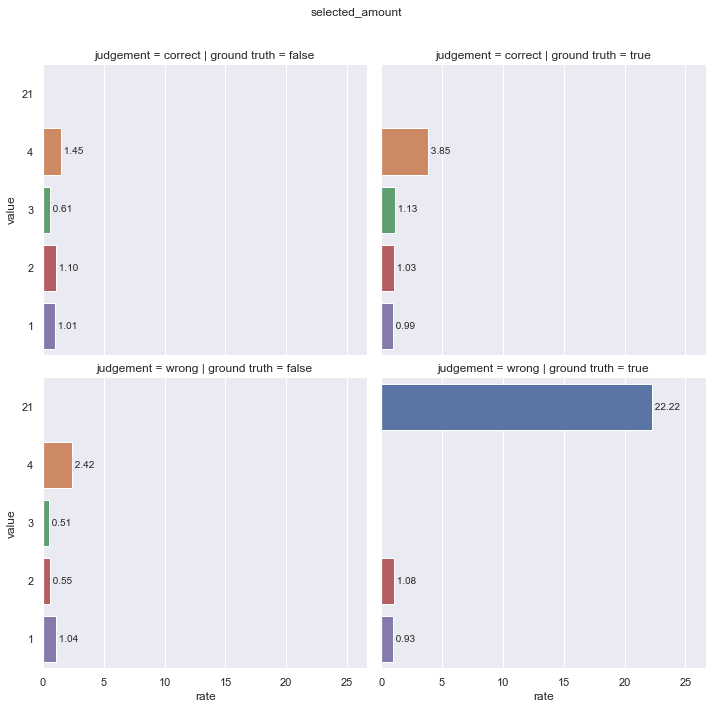 selected_amount
judgement = correct | ground truth = false
judgement = correct | ground truth = true
21
4
1.45
3.85
3
0.61
1.13
value
2
1.10
1.03
1
1.01
0.99
judgement = wrong | ground truth = false
judgement = wrong | ground truth = true
21
22.22
4
2.42
3
0.51
value
2
0.55
1.08
1
1.04
0.93
0 5 10 15 20 25
0 5 10 15 20 25
rate
rate